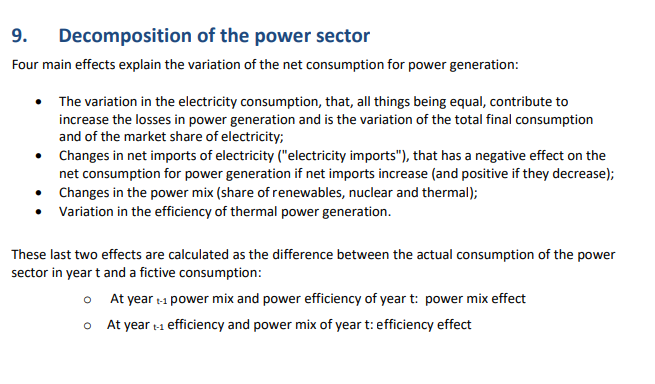 9. Decomposition of the power sector
Four main effects explain the variation of the net consumption for power generation:
• The variation in the electricity consumption, that, all things being equal, contribute to
increase the losses in power generation and is the variation of the total final consumption
and of the market share of electricity;
• Changes in net imports of electricity ("electricity imports"), that has a negative effect on the
net consumption for power generation if net imports increase (and positive if they decrease);
• Changes in the power mix (share of renewables, nuclear and thermal);
• Variation in the efficiency of thermal power generation.
These last two effects are calculated as the difference between the actual consumption of the power
sector in year t and a fictive consumption:
o At year t-1 power mix and power efficiency of year t: power mix effect
o At year t-1 efficiency and power mix of year t: efficiency effect